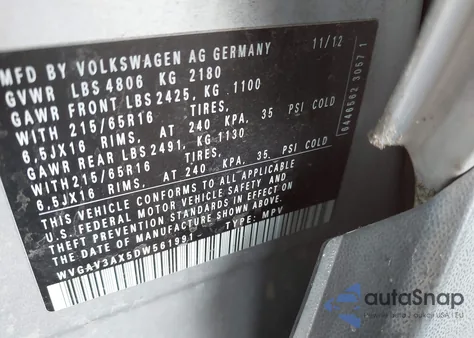 MFD BY VOLKSWAGEN AG GERMANY 11/12
GVWR LBS 4806 KG 2180
GAWR FRONT LBS 2425, KG 1100
WITH 215/65R16 TIRES,
6,5JX16 RIMS, AT 240 KPA, 35 PSI COLD
GAWR REAR LBS 2491, KG 1130
WITH 215/65R16 TIRES,
6,5JX16 RIMS, AT 240 KPA, 35 PSI COLD
THIS VEHICLE CONFORMS TO ALL APPLICABLE
U.S. FEDERAL MOTOR VEHICLE SAFETY AND
THEFT PREVENTION STANDARDS IN EFFECT ON
THE DATE OF MANUFACTURE SHOWN ABOVE.
WVGAV3AX5DW561991 TYPE: MPV
6446562 3057 1
autoSnap